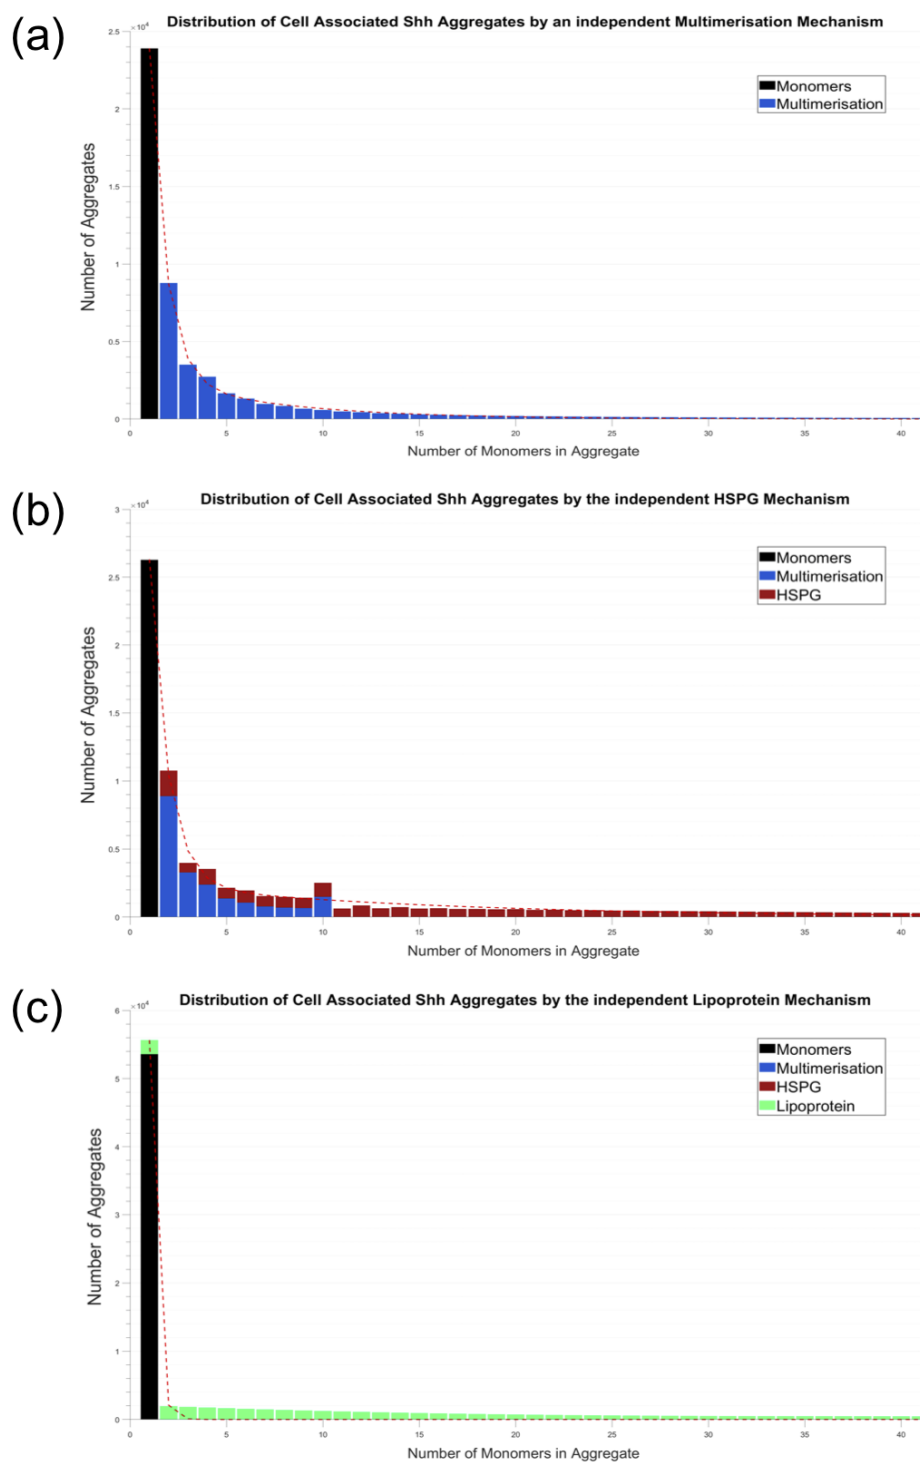 (a)
Distribution of Cell Associated Shh Aggregates by an independent Multimerisation Mechanism
×10⁴
2.5
2
1.5
1
0.5
0
Number of Aggregates
Monomers
Multimerisation
0 5 10 15 20 25 30 35 40
Number of Monomers in Aggregate
(b)
Distribution of Cell Associated Shh Aggregates by the independent HSPG Mechanism
×10⁴
3
2.5
2
1.5
1
0.5
0
Number of Aggregates
Monomers
Multimerisation
HSPG
0 5 10 15 20 25 30 35 40
Number of Monomers in Aggregate
(c)
Distribution of Cell Associated Shh Aggregates by the independent Lipoprotein Mechanism
×10⁴
6
5
4
3
2
1
0
Number of Aggregates
Monomers
Multimerisation
HSPG
Lipoprotein
0 5 10 15 20 25 30 35 40
Number of Monomers in Aggregate